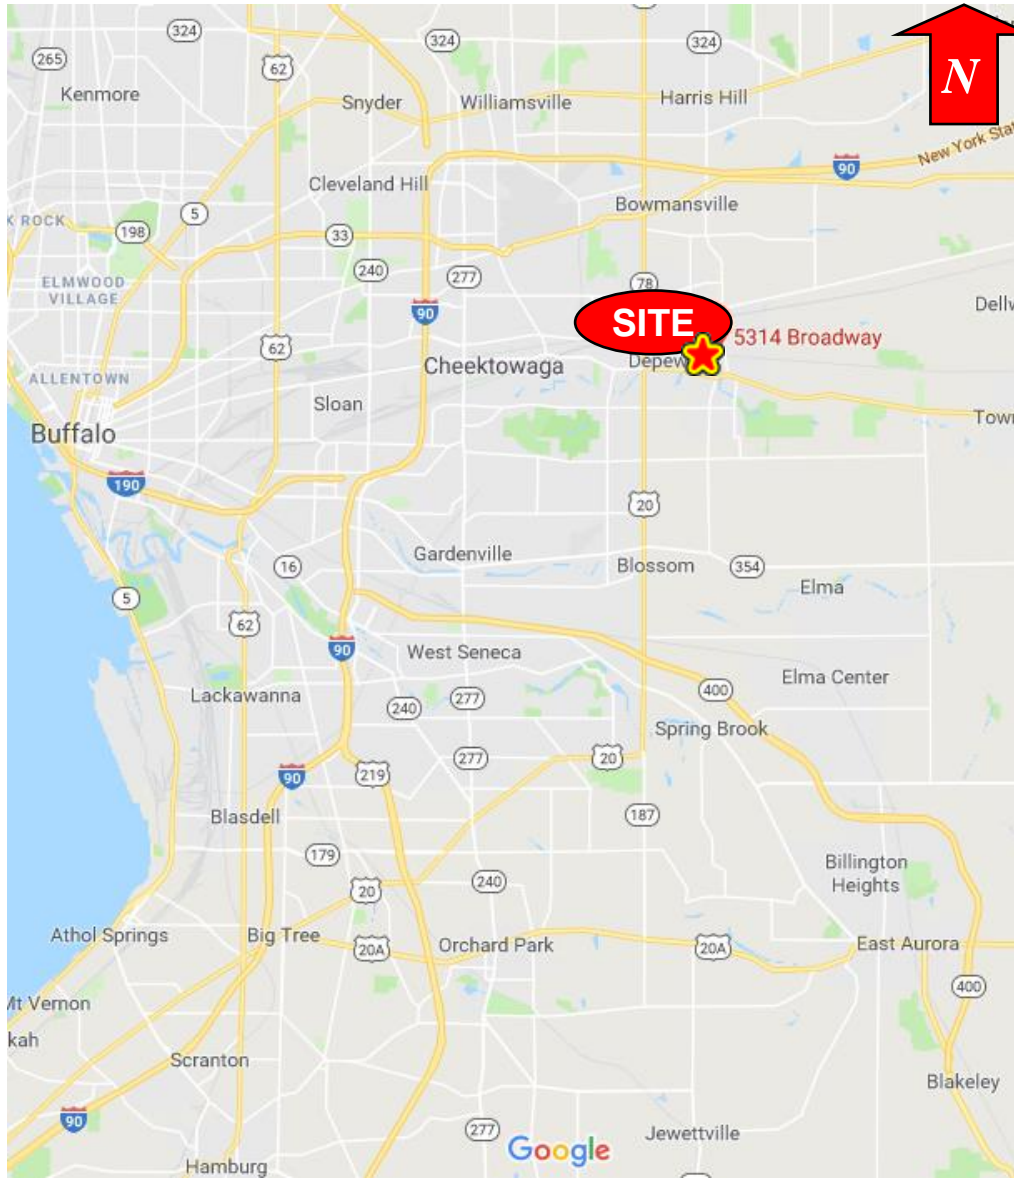 324
324
324
265
62
N
Kenmore
Snyder
Williamsville
Harris Hill
New York Stat
90
Cleveland Hill
Bowmansville
5
K ROCK
198
33
240
277
78
ELMWOOD
VILLAGE
90
SITE
5314 Broadway
Dellw
62
Cheektowaga
Depew
ALLENTOWN
Sloan
Town
Buffalo
190
20
Gardenville
Blossom
354
16
Elma
5
62
90
West Seneca
Elma Center
Lackawanna
240
277
400
Spring Brook
277
20
90
219
Blasdell
187
179
Billington
Heights
20
240
Athol Springs
Big Tree
20A
Orchard Park
20A
East Aurora
400
Mt Vernon
kah
Scranton
Blakeley
90
277
Google
Jewettville
Hamburg